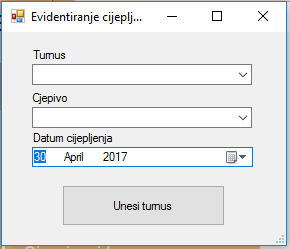 Evidentiranje cijeplj...
Turnus
Cjepivo
Datum cijepljenja
30 April 2017
Unesi turnus